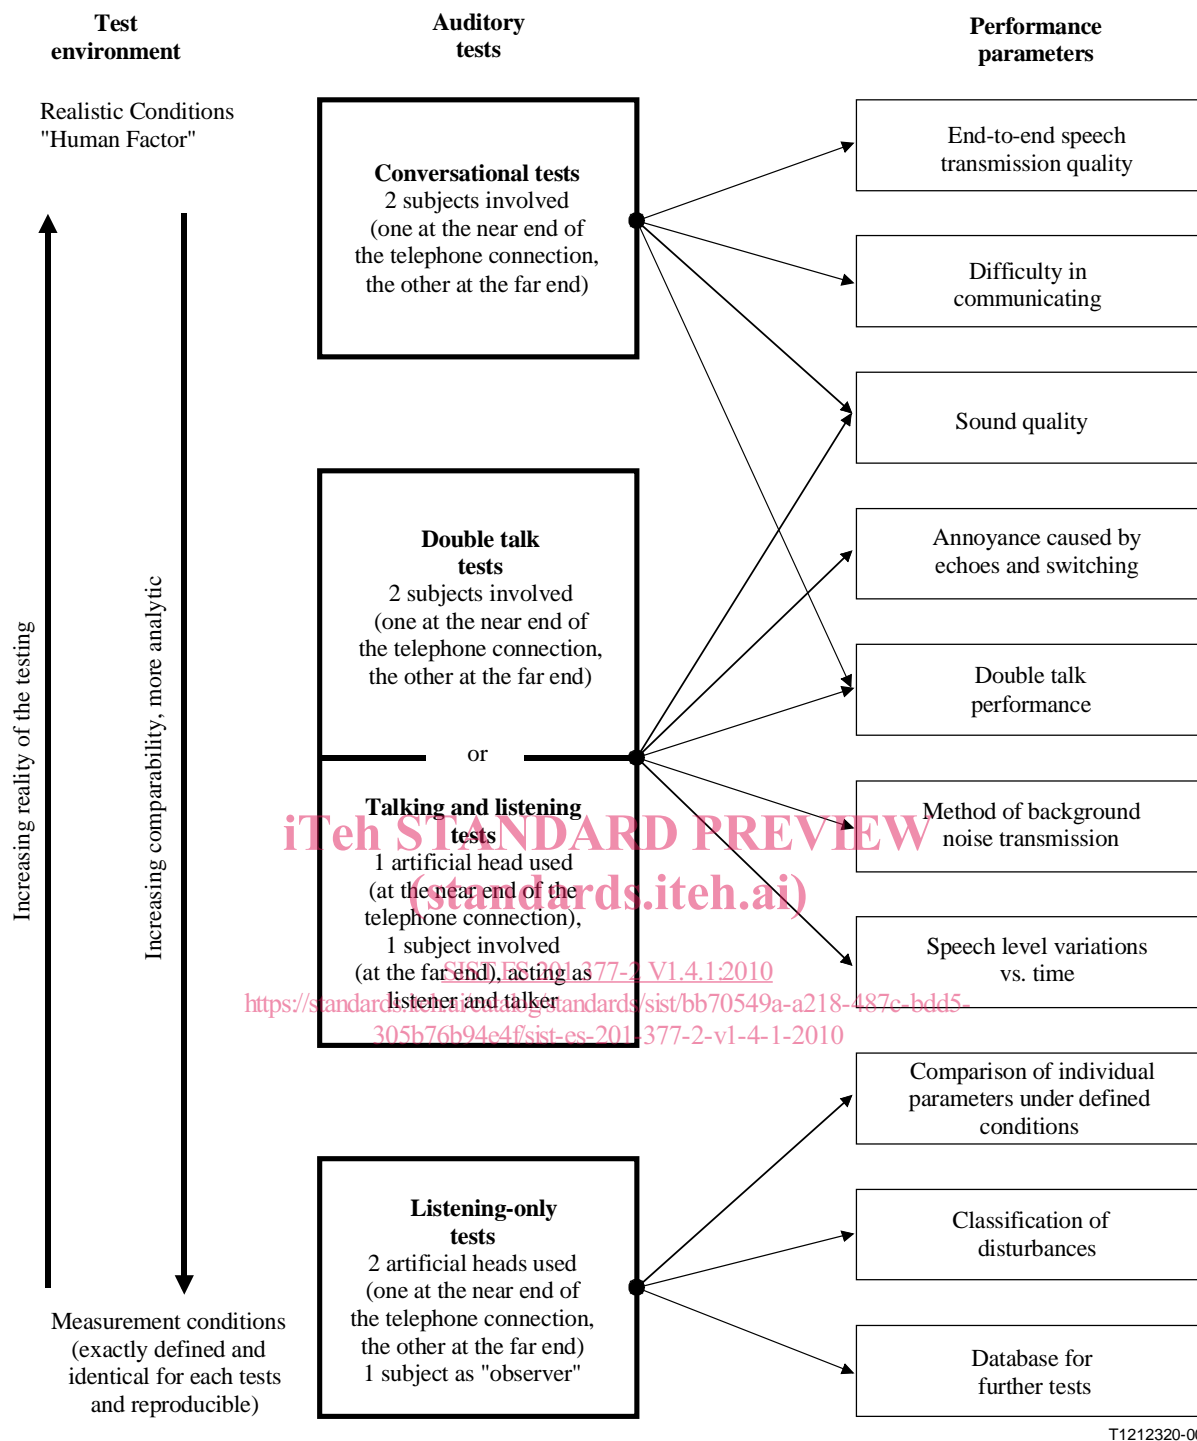 Test
environment
Auditory
tests
Performance
parameters
Realistic Conditions
"Human Factor"
Increasing reality of the testing
Increasing comparability, more analytic
Measurement conditions
(exactly defined and
identical for each tests
and reproducible)
Conversational tests
2 subjects involved
(one at the near end of
the telephone connection,
the other at the far end)
Double talk
tests
2 subjects involved
(one at the near end of
the telephone connection,
the other at the far end)
or
Talking and listening
tests
1 artificial head used
(at the near end of the
telephone connection),
1 subject involved
(at the far end), acting as
listener and talker
Listening-only
tests
2 artificial heads used
(one at the near end of
the telephone connection,
the other at the far end)
1 subject as "observer"
End-to-end speech
transmission quality
Difficulty in
communicating
Sound quality
Annoyance caused by
echoes and switching
Double talk
performance
Method of background
noise transmission
Speech level variations
vs. time
Comparison of individual
parameters under defined
conditions
Classification of
disturbances
Database for
further tests
iTeh STANDARD PREVIEW
(standards.iteh.ai)
SIST ES 201 377-2 V1.4.1:2010
https://standards.iteh.ai/catalog/standards/sist/bb70549a-a218-487c-bdd5-
305b76b94e4f/sist-es-201-377-2-v1-4-1-2010